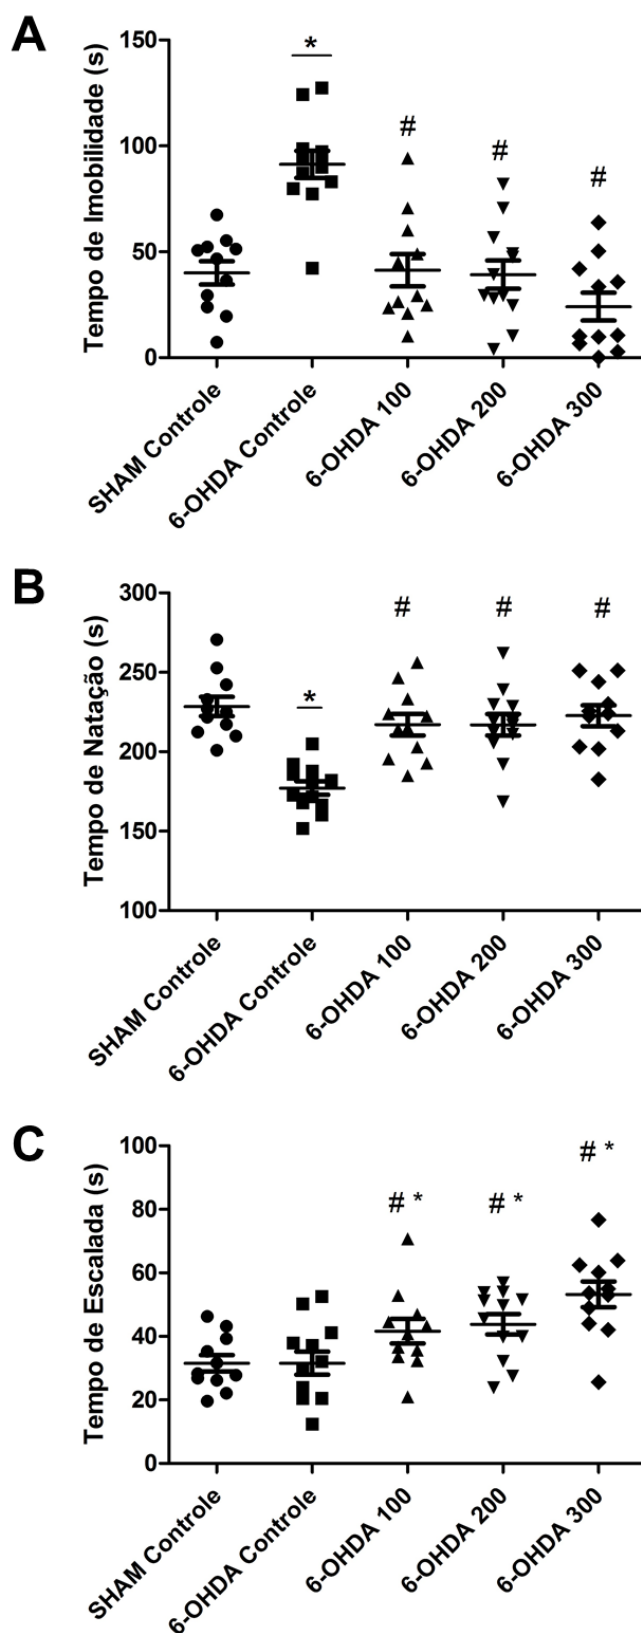 A
Tempo de Imobilidade (s)
150
100
50
0
*
#
#
#
SHAM Controle
6-OHDA Controle
6-OHDA 100
6-OHDA 200
6-OHDA 300
B
Tempo de Natação (s)
300
250
200
150
100
*
#
#
#
SHAM Controle
6-OHDA Controle
6-OHDA 100
6-OHDA 200
6-OHDA 300
C
Tempo de Escalada (s)
100
80
60
40
20
0
# *
# *
# *
SHAM Controle
6-OHDA Controle
6-OHDA 100
6-OHDA 200
6-OHDA 300